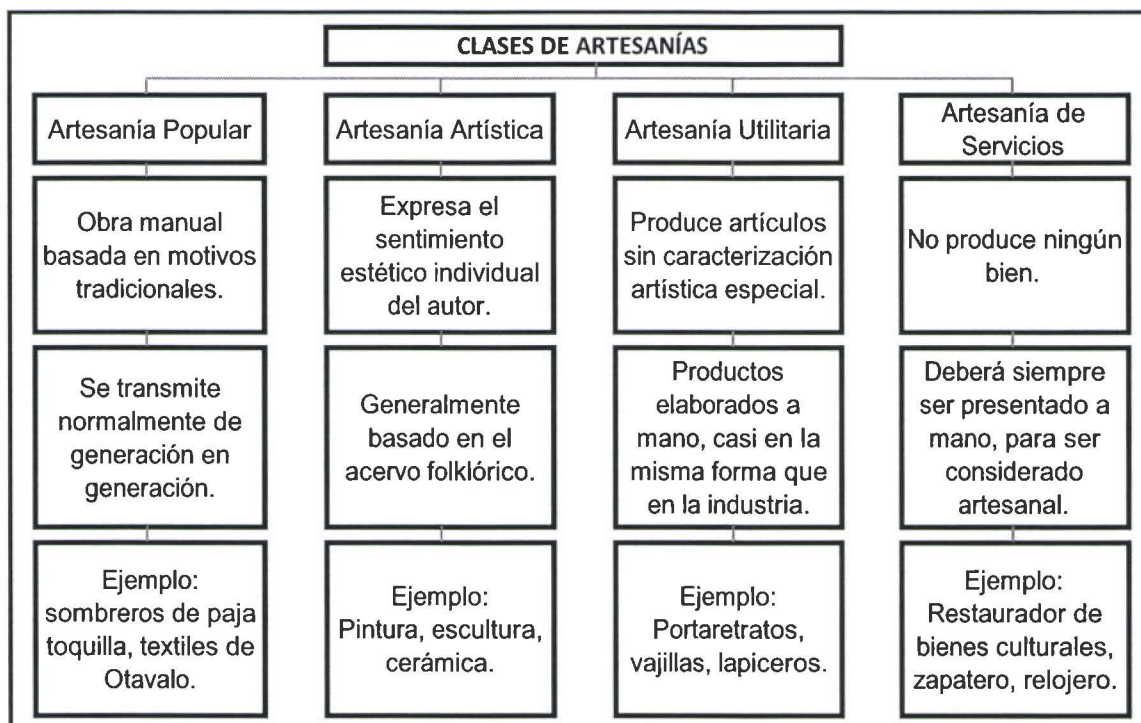 CLASES DE ARTESANÍAS
Artesanía Popular
Obra manual
basada en motivos
tradicionales.
Se transmite
normalmente de
generación en
generación.
Ejemplo:
sombreros de paja
toquilla, textiles de
Otavalo.
Artesanía Artística
Expresa el
sentimiento
estético individual
del autor.
Generalmente
basado en el
acervo folklórico.
Ejemplo:
Pintura, escultura,
cerámica.
Artesanía Utilitaria
Produce artículos
sin caracterización
artística especial.
Productos
elaborados a
mano, casi en la
misma forma que
en la industria.
Ejemplo:
Portaretratos,
vajillas, lapiceros.
Artesanía de
Servicios
No produce ningún
bien.
Deberá siempre
ser presentado a
mano, para ser
considerado
artesanal.
Ejemplo:
Restaurador de
bienes culturales,
zapatero, relojero.